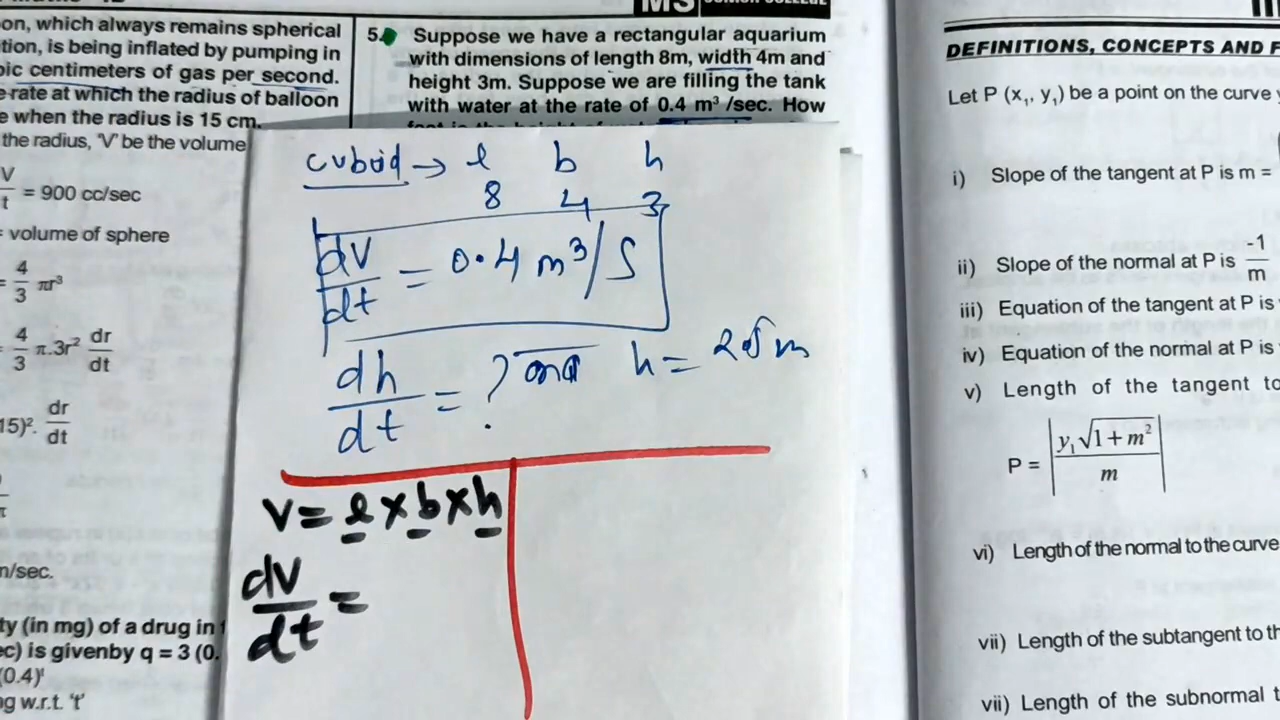 on, which always remains spherical
tion, is being inflated by pumping in
bic centimeters of gas per second.
e rate at which the radius of balloon
e when the radius is 15 cm.
the radius, 'V' be the volume
V
t
= 900 cc/sec
= volume of sphere
= 4/3 πr³
4/3 π.3r² dr/dt
15)². dr/dt
π
n/sec.
ty (in mg) of a drug in
ec) is givenby q = 3 (0.
(0.4)ᵗ
ng w.r.t. 't'
MS
5. Suppose we have a rectangular aquarium
with dimensions of length 8m, width 4m and
height 3m. Suppose we are filling the tank
with water at the rate of 0.4 m³ /sec. How
cuboid → l b h
8 4 3
dV/dt = 0.4 m³/S
dh/dt = ? h = 2.5 m
V = l × b × h
dV/dt =
III
DEFINITIONS, CONCEPTS AND F
Let P (x₁, y₁) be a point on the curve
i) Slope of the tangent at P is m =
ii) Slope of the normal at P is -1/m
iii) Equation of the tangent at P is
iv) Equation of the normal at P is
v) Length of the tangent to
P = |y₁√1+m²/m|
vi) Length of the normal to the curve
vii) Length of the subtangent to th
vii) Length of the subnormal t